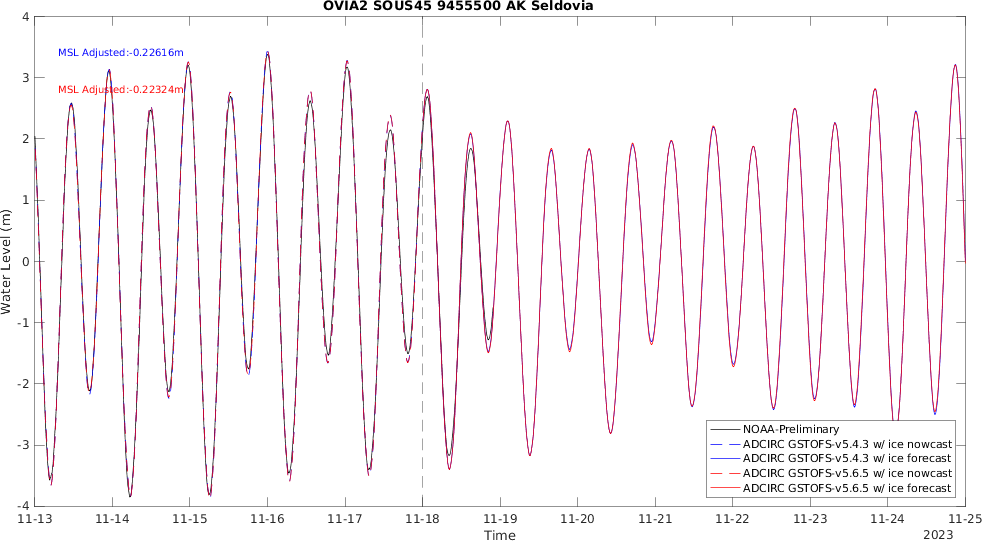 OVIA2 SOUS45 9455500 AK Seldovia
MSL Adjusted:-0.22616m
MSL Adjusted:-0.22324m
Water Level (m)
4
3
2
1
0
-1
-2
-3
-4
NOAA-Preliminary
ADCIRC GSTOFS-v5.4.3 w/ ice nowcast
ADCIRC GSTOFS-v5.4.3 w/ ice forecast
ADCIRC GSTOFS-v5.6.5 w/ ice nowcast
ADCIRC GSTOFS-v5.6.5 w/ ice forecast
11-13 11-14 11-15 11-16 11-17 11-18 11-19 11-20 11-21 11-22 11-23 11-24 11-25
Time
2023